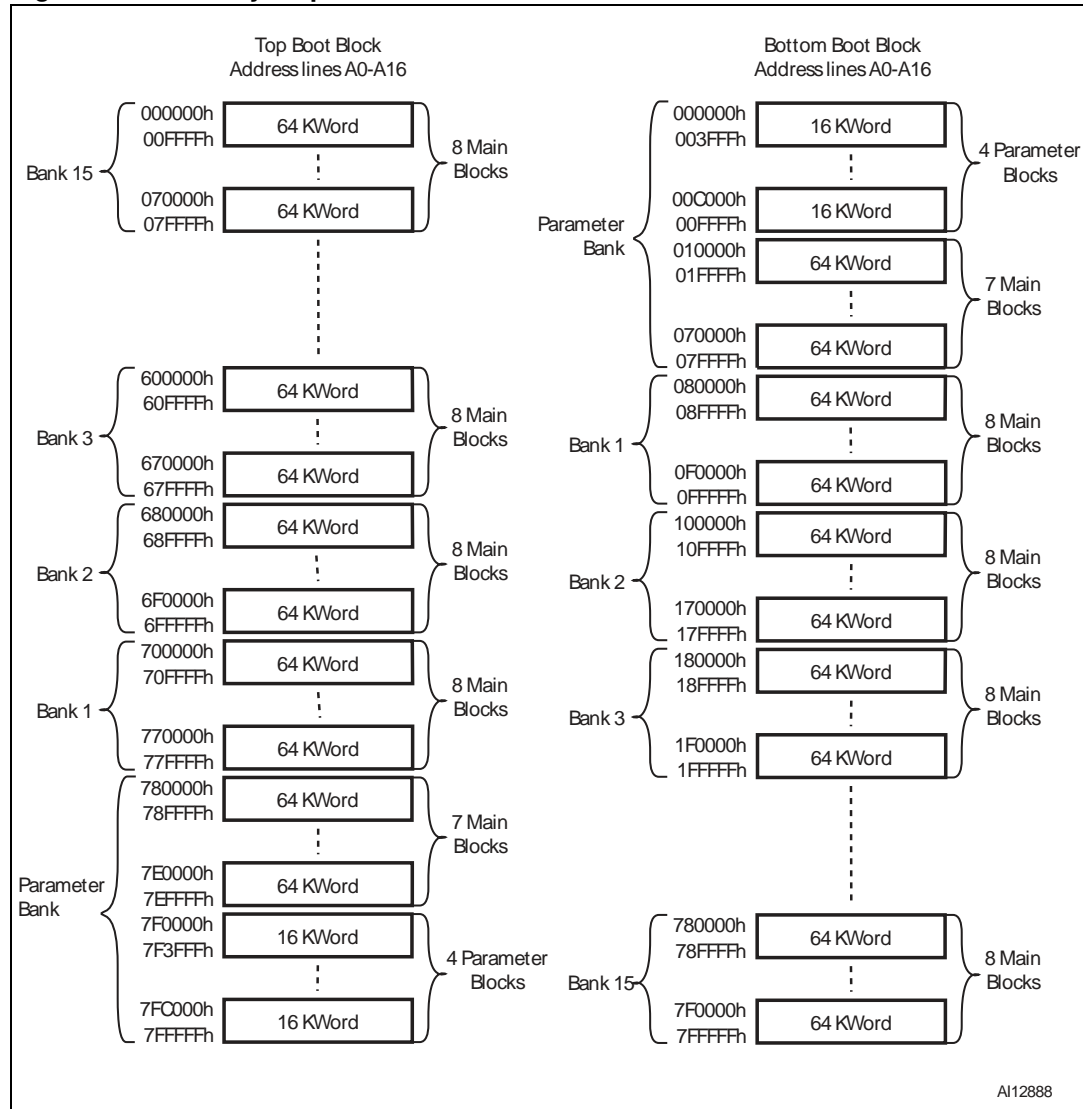 Top Boot Block
Address lines A0-A16
000000h
00FFFFh
64 KWord
Bank 15
8 Main
Blocks
070000h
07FFFFh
64 KWord
600000h
60FFFFh
64 KWord
Bank 3
8 Main
Blocks
670000h
67FFFFh
64 KWord
680000h
68FFFFh
64 KWord
Bank 2
8 Main
Blocks
6F0000h
6FFFFFh
64 KWord
700000h
70FFFFh
64 KWord
Bank 1
8 Main
Blocks
770000h
77FFFFh
64 KWord
780000h
78FFFFh
64 KWord
7 Main
Blocks
7E0000h
7EFFFFh
64 KWord
Parameter
Bank
7F0000h
7F3FFFh
16 KWord
4 Parameter
Blocks
7FC000h
7FFFFFh
16 KWord
Bottom Boot Block
Address lines A0-A16
000000h
003FFFh
16 KWord
4 Parameter
Blocks
00C000h
00FFFFh
16 KWord
Parameter
Bank
010000h
01FFFFh
64 KWord
7 Main
Blocks
070000h
07FFFFh
64 KWord
080000h
08FFFFh
64 KWord
Bank 1
8 Main
Blocks
0F0000h
0FFFFFh
64 KWord
100000h
10FFFFh
64 KWord
Bank 2
8 Main
Blocks
170000h
17FFFFh
64 KWord
180000h
18FFFFh
64 KWord
Bank 3
8 Main
Blocks
1F0000h
1FFFFFh
64 KWord
780000h
78FFFFh
64 KWord
Bank 15
8 Main
Blocks
7F0000h
7FFFFFh
64 KWord
AI12888